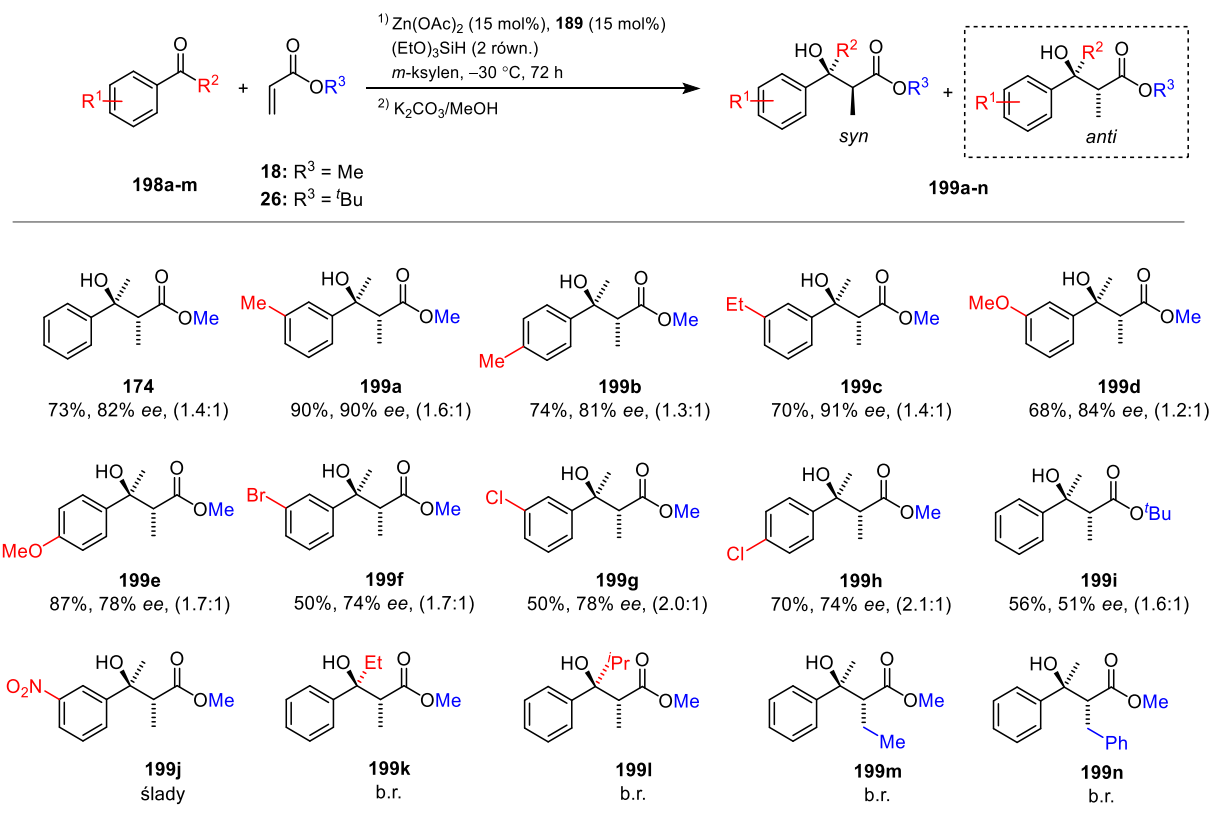 ¹⁾ Zn(OAc)₂ (15 mol%), 189 (15 mol%)
(EtO)₃SiH (2 równ.)
m-ksylen, –30 °C, 72 h
²⁾ K₂CO₃/MeOH
O
R¹
R²
+
O
O
R³
HO
R²
O
R¹
OR³
syn
+
HO
R²
O
R¹
OR³
anti
198a-m
18: R³ = Me
26: R³ = ᵗBu
199a-n
HO
O
OMe
174
73%, 82% ee, (1.4:1)
Me
HO
O
OMe
199a
90%, 90% ee, (1.6:1)
Me
HO
O
OMe
199b
74%, 81% ee, (1.3:1)
Et
HO
O
OMe
199c
70%, 91% ee, (1.4:1)
MeO
HO
O
OMe
199d
68%, 84% ee, (1.2:1)
HO
O
OMe
MeO
199e
87%, 78% ee, (1.7:1)
Br
HO
O
OMe
199f
50%, 74% ee, (1.7:1)
Cl
HO
O
OMe
199g
50%, 78% ee, (2.0:1)
HO
O
OMe
Cl
199h
70%, 74% ee, (2.1:1)
HO
O
OᵗBu
199i
56%, 51% ee, (1.6:1)
O₂N
HO
O
OMe
199j
ślady
HO
Et
O
OMe
199k
b.r.
HO
ⁱPr
O
OMe
199l
b.r.
HO
O
OMe
Me
199m
b.r.
HO
O
OMe
Ph
199n
b.r.